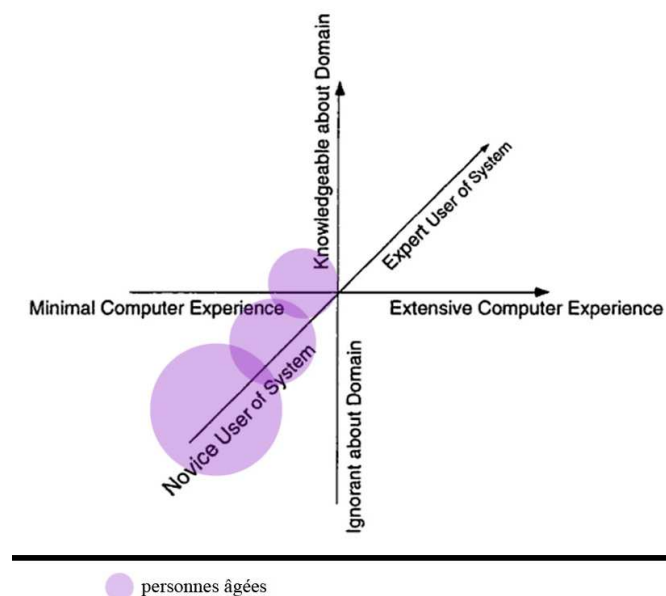 Knowledgeable about Domain
Expert User of System
Minimal Computer Experience
Extensive Computer Experience
Novice User of System
Ignorant about Domain
personnes âgées